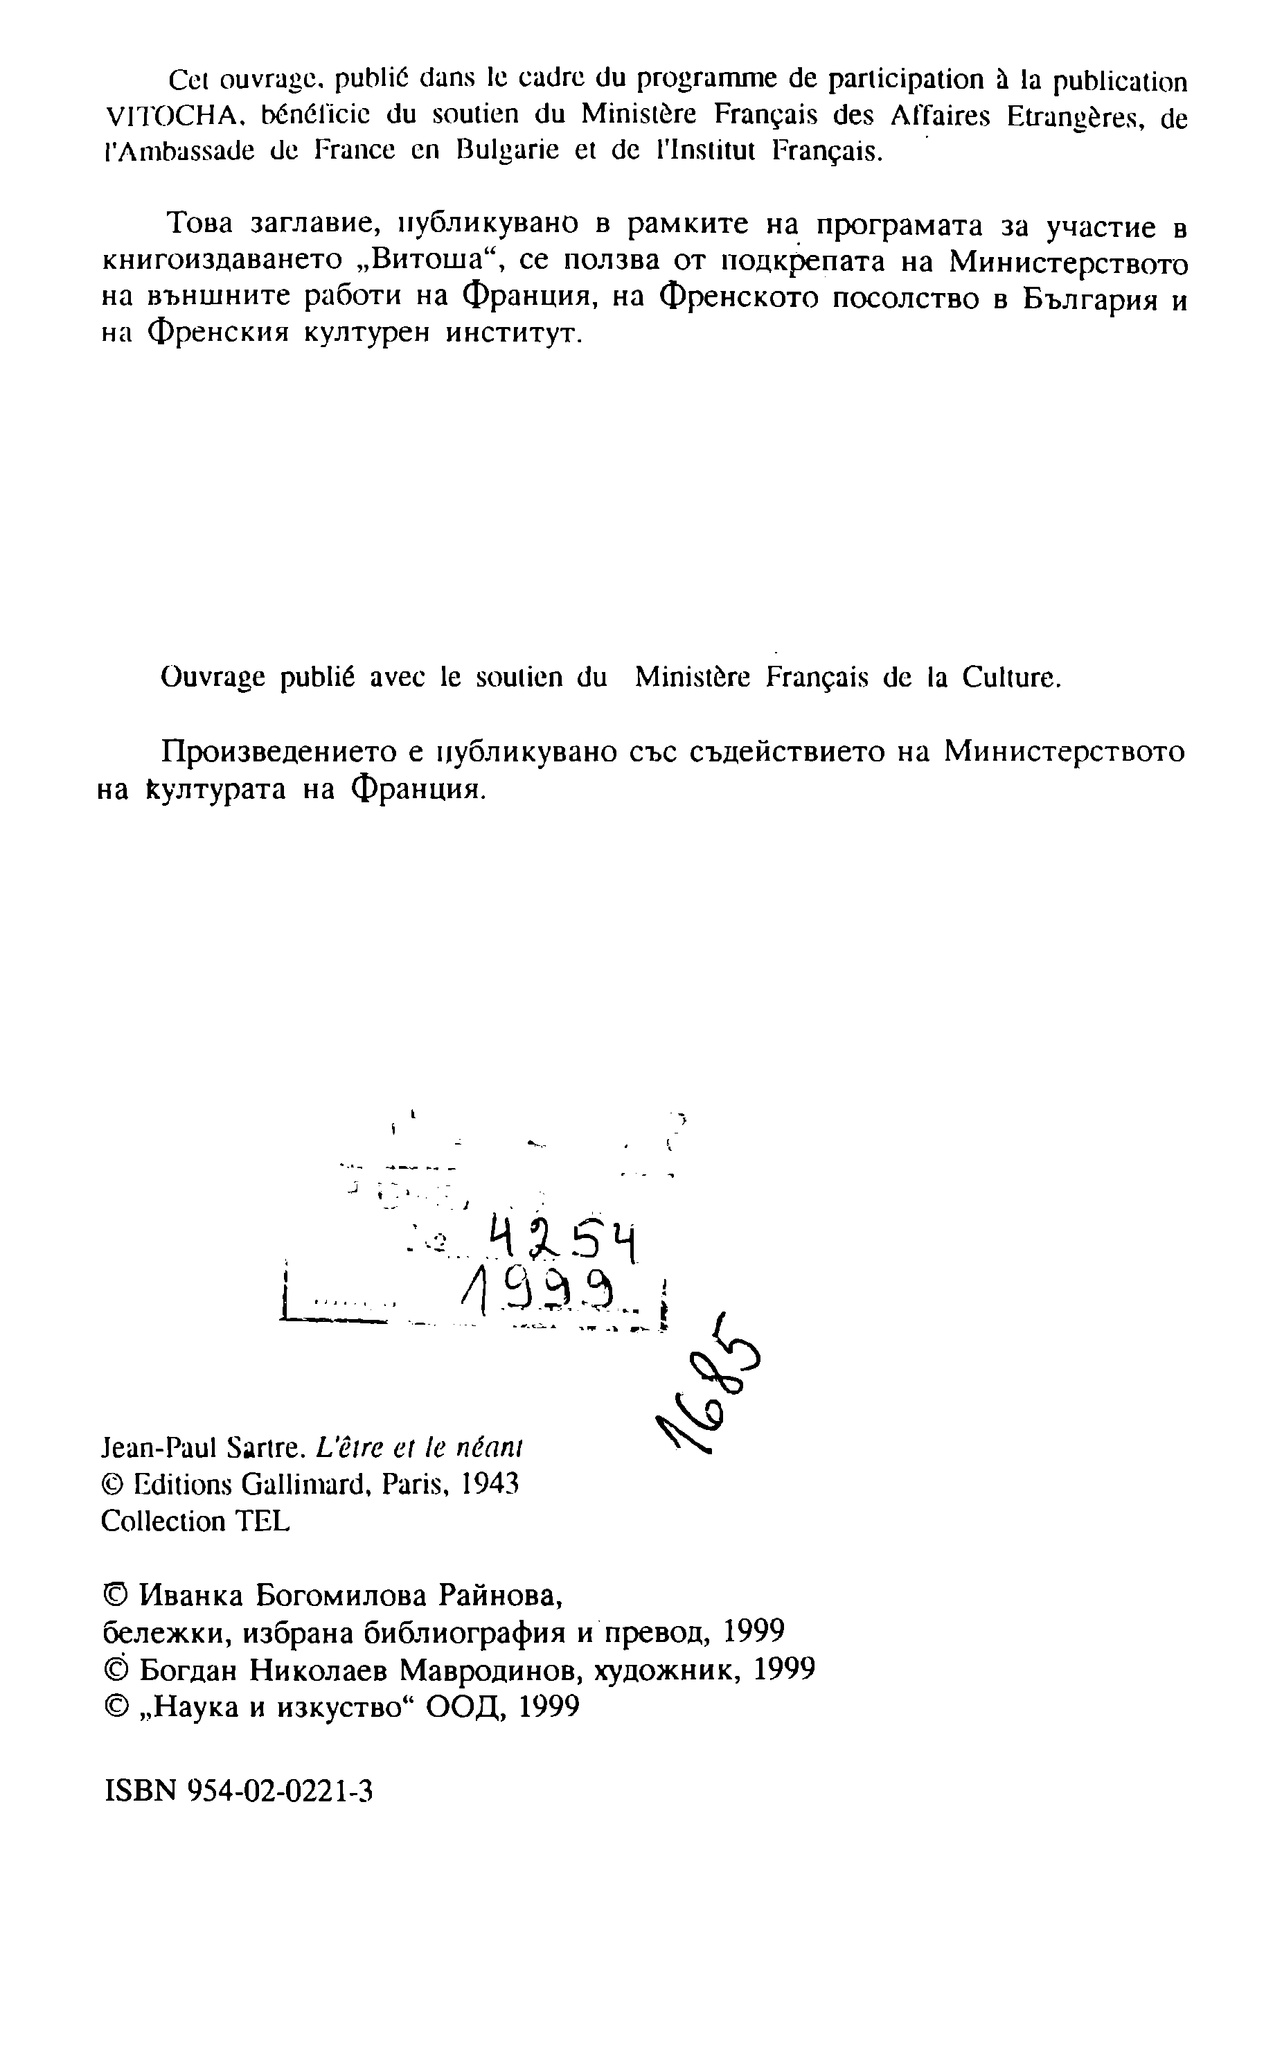 Cet ouvrage, publié dans le cadre du programme de participation à la publication
VITOCHA, bénéficie du soutien du Ministère Français des Affaires Etrangères, de
l'Ambassade de France en Bulgarie et de l'Institut Français.
Това заглавие, публикувано в рамките на програмата за участие в
книгоиздаването „Витоша“, се ползва от подкрепата на Министерството
на външните работи на Франция, на Френското посолство в България и
на Френския културен институт.
Ouvrage publié avec le soutien du Ministère Français de la Culture.
Произведението е публикувано със съдействието на Министерството
на културата на Франция.
4254
1999
1685
Jean-Paul Sartre. L'être et le néant
© Editions Gallimard, Paris, 1943
Collection TEL
© Иванка Богомилова Райнова,
бележки, избрана библиография и превод, 1999
© Богдан Николаев Мавродинов, художник, 1999
© „Наука и изкуство“ ООД, 1999
ISBN 954-02-0221-3